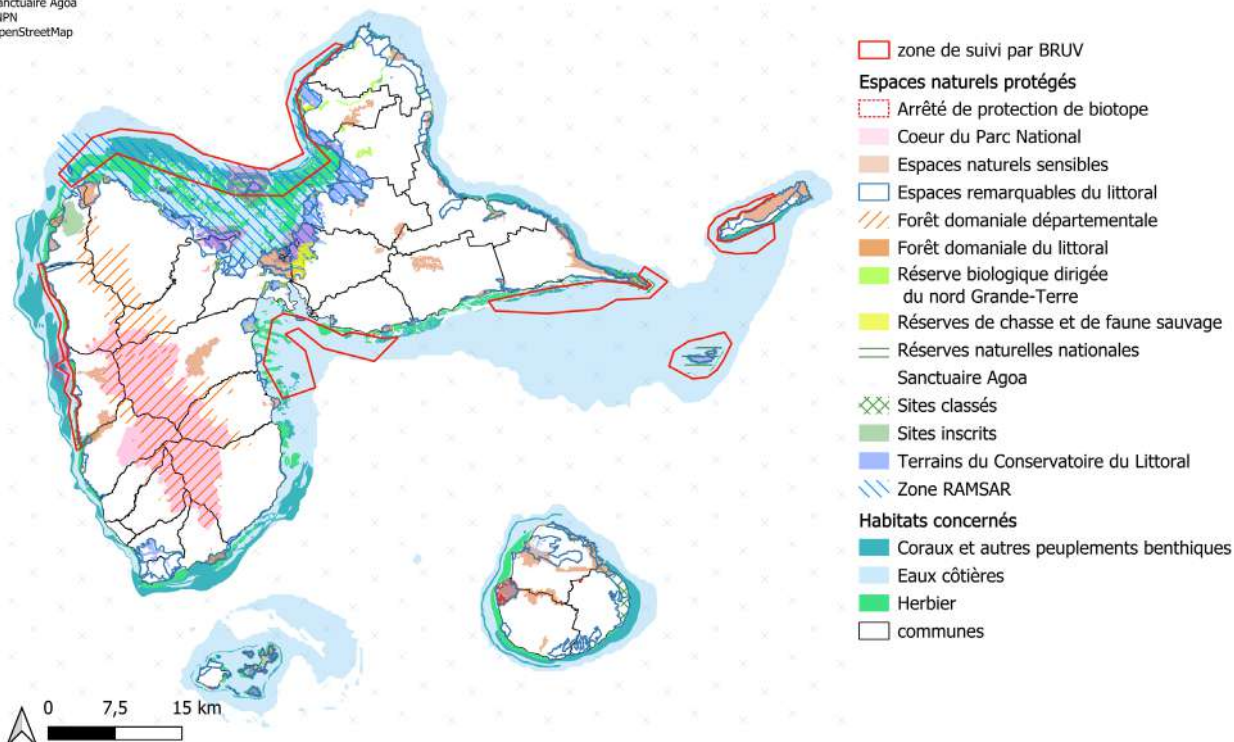 Sanctuaire Agoa
INPN
OpenStreetMap
zone de suivi par BRUV
Espaces naturels protégés
Arrêté de protection de biotope
Coeur du Parc National
Espaces naturels sensibles
Espaces remarquables du littoral
Forêt domaniale départementale
Forêt domaniale du littoral
Réserve biologique dirigée
du nord Grande-Terre
Réserves de chasse et de faune sauvage
Réserves naturelles nationales
Sanctuaire Agoa
Sites classés
Sites inscrits
Terrains du Conservatoire du Littoral
Zone RAMSAR
Habitats concernés
Coraux et autres peuplements benthiques
Eaux côtières
Herbier
communes
0 7,5 15 km